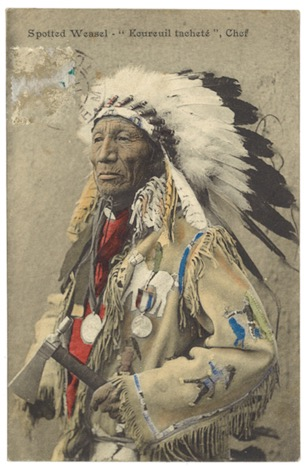 Spotted Weasel - " Ecureuil tacheté ", Chef